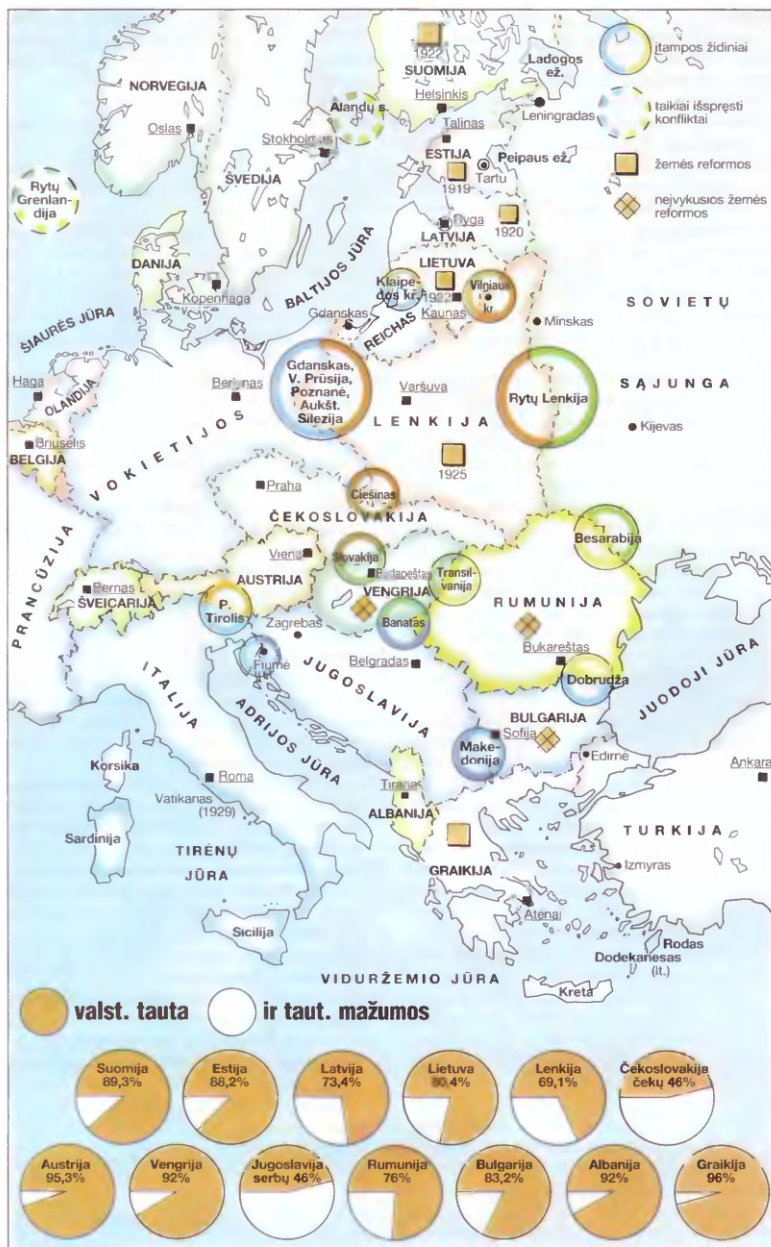 1922
SUOMIJA
Ladogos
ež.
įtampos židiniai
NORVEGIJA
Helsinkis
Alandų s.
Leningradas
taikiai išspręsti
konfliktai
Oslas
Stokholmas
Talinas
ESTIJA
Peipaus ež.
Tartu
1919
žemės reformos
Rytų
Grenlan-
dija
ŠVEDIJA
neįvykusios žemės
reformos
Ryga
1920
LATVIJA
DANIJA
BALTIJOS JŪRA
LIETUVA
Klaipė-
dos kr.
1922
Vilniaus
kr.
Kopenhaga
Kaunas
SOVIETŲ
ŠIAURĖS JŪRA
Gdanskas
REICHAS
Minskas
Haga
OLANDIJA
Berlynas
Gdanskas,
V. Prūsija,
Poznanė,
Aukšt.
Silezija
Varšuva
Rytų Lenkija
SĄJUNGA
LENKIJA
Kijevas
Briuselis
BELGIJA
VOKIETIJOS
1925
Praha
Ciešinas
ČEKOSLOVAKIJA
Besarabija
Viena
Slovakija
Budapeštas
Transil-
vanija
PRANCŪZIJA
Bernas
ŠVEICARIJA
AUSTRIJA
VENGRIJA
RUMUNIJA
P.
Tirolis
Zagrebas
Banatas
Bukareštas
Fiumė
(it.)
Belgradas
Dobrudža
JUODOJI JŪRA
ITALIJA
JUGOSLAVIJA
BULGARIJA
ADRIJOS JŪRA
Sofija
Make-
donija
Edirnė
Korsika
Roma
Tiranas
Ankara
Vatikanas
(1929)
ALBANIJA
Sardinija
TURKIJA
TIRĖNŲ
JŪRA
GRAIKIJA
Izmyras
Sicilija
Atėnai
Rodas
Dodekanesas
(it.)
VIDURŽEMIO JŪRA
Kreta
valst. tauta
ir taut. mažumos
Suomija
89,3%
Estija
88,2%
Latvija
73,4%
Lietuva
80,4%
Lenkija
69,1%
Čekoslovakija
čekų 46%
Austrija
95,3%
Vengrija
92%
Jugoslavija
serbų 46%
Rumunija
76%
Bulgarija
83,2%
Albanija
92%
Graikija
96%